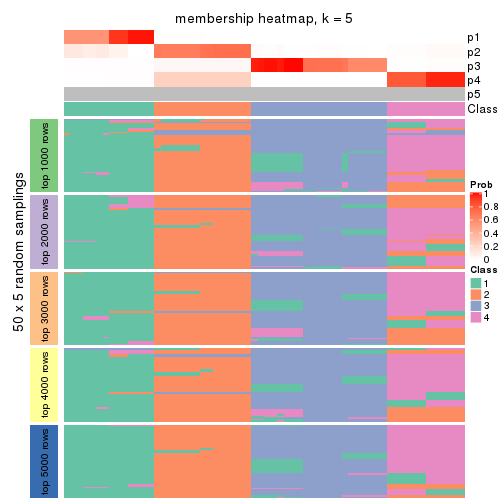 membership heatmap, k = 5
p1
p2
p3
p4
p5
Class
50 x 5 random samplings
top 1000 rows
top 2000 rows
top 3000 rows
top 4000 rows
top 5000 rows
Prob
1
0.8
0.6
0.4
0.2
0
Class
1
2
3
4